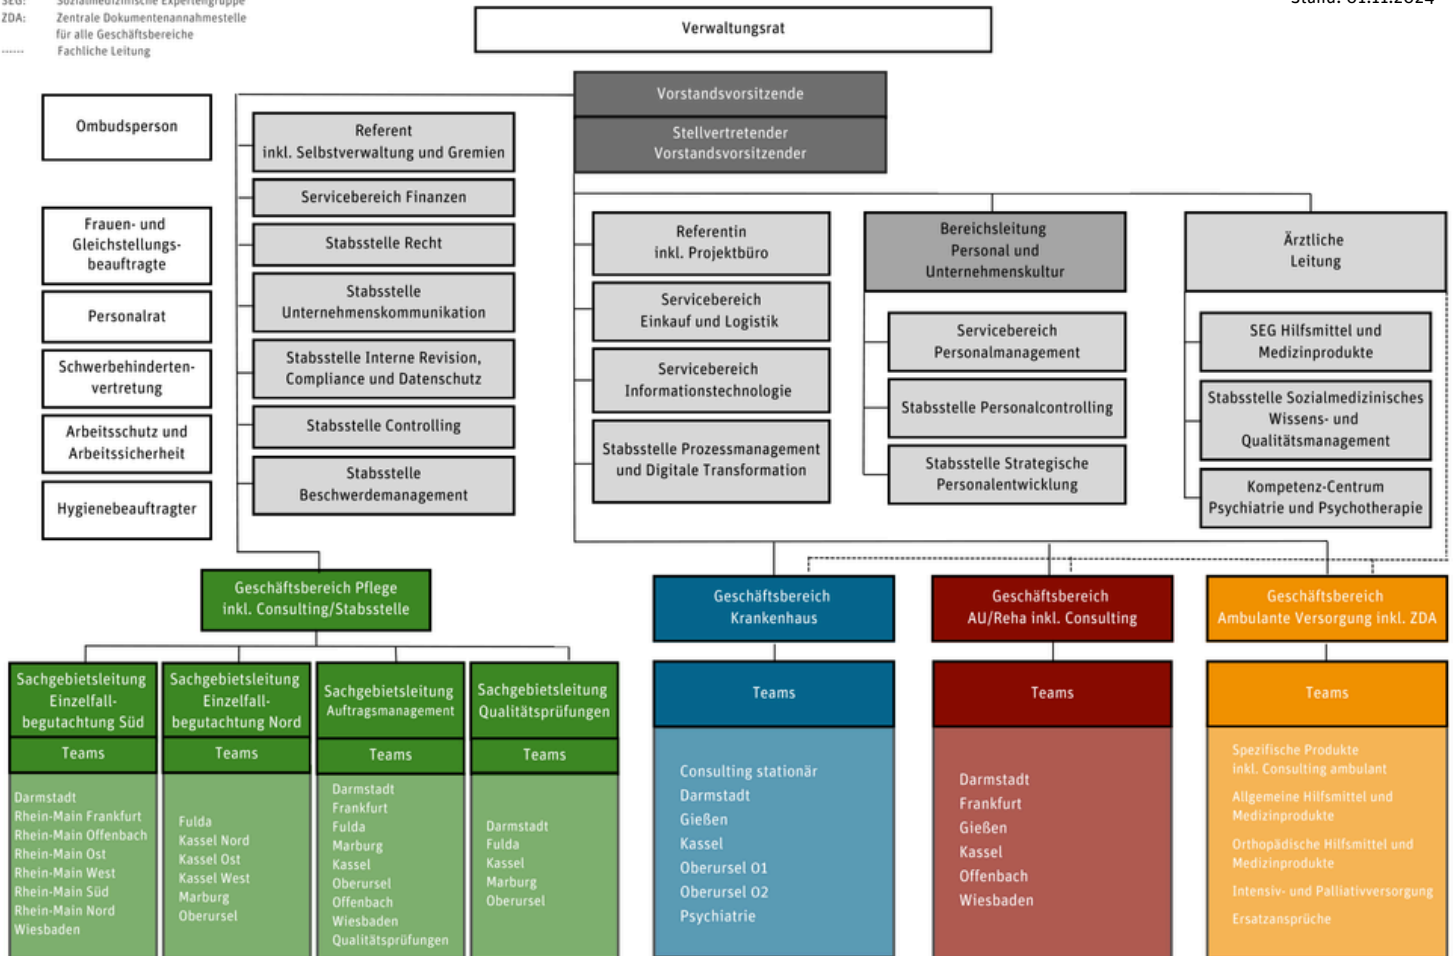 SEG: Sozialmedizinische Expertengruppe
ZDA: Zentrale Dokumentenannahmestelle
für alle Geschäftsbereiche
...... Fachliche Leitung
Stand: 01.11.2024
Verwaltungsrat
Vorstandsvorsitzende
Stellvertretender
Vorstandsvorsitzender
Ombudsperson
Frauen- und
Gleichstellungs-
beauftragte
Personalrat
Schwerbehinderten-
vertretung
Arbeitsschutz und
Arbeitssicherheit
Hygienebeauftragter
Referent
inkl. Selbstverwaltung und Gremien
Servicebereich Finanzen
Stabsstelle Recht
Stabsstelle
Unternehmenskommunikation
Stabsstelle Interne Revision,
Compliance und Datenschutz
Stabsstelle Controlling
Stabsstelle
Beschwerdemanagement
Referentin
inkl. Projektbüro
Servicebereich
Einkauf und Logistik
Servicebereich
Informationstechnologie
Stabsstelle Prozessmanagement
und Digitale Transformation
Bereichsleitung
Personal und
Unternehmenskultur
Servicebereich
Personalmanagement
Stabsstelle Personalcontrolling
Stabsstelle Strategische
Personalentwicklung
Ärztliche
Leitung
SEG Hilfsmittel und
Medizinprodukte
Stabsstelle Sozialmedizinisches
Wissens- und
Qualitätsmanagement
Kompetenz-Centrum
Psychiatrie und Psychotherapie
Geschäftsbereich Pflege
inkl. Consulting/Stabsstelle
Sachgebietsleitung
Einzelfall-
begutachtung Süd
Teams
Darmstadt
Rhein-Main Frankfurt
Rhein-Main Offenbach
Rhein-Main Ost
Rhein-Main West
Rhein-Main Süd
Rhein-Main Nord
Wiesbaden
Sachgebietsleitung
Einzelfall-
begutachtung Nord
Teams
Fulda
Kassel Nord
Kassel Ost
Kassel West
Marburg
Oberursel
Sachgebietsleitung
Auftragsmanagement
Teams
Darmstadt
Frankfurt
Fulda
Marburg
Kassel
Oberursel
Offenbach
Wiesbaden
Qualitätsprüfungen
Sachgebietsleitung
Qualitätsprüfungen
Teams
Darmstadt
Fulda
Kassel
Marburg
Oberursel
Geschäftsbereich
Krankenhaus
Teams
Consulting stationär
Darmstadt
Gießen
Kassel
Oberursel O1
Oberursel O2
Psychiatrie
Geschäftsbereich
AU/Reha inkl. Consulting
Teams
Darmstadt
Frankfurt
Gießen
Kassel
Offenbach
Wiesbaden
Geschäftsbereich
Ambulante Versorgung inkl. ZDA
Teams
Spezifische Produkte
inkl. Consulting ambulant
Allgemeine Hilfsmittel und
Medizinprodukte
Orthopädische Hilfsmittel und
Medizinprodukte
Intensiv- und Palliativversorgung
Ersatzansprüche